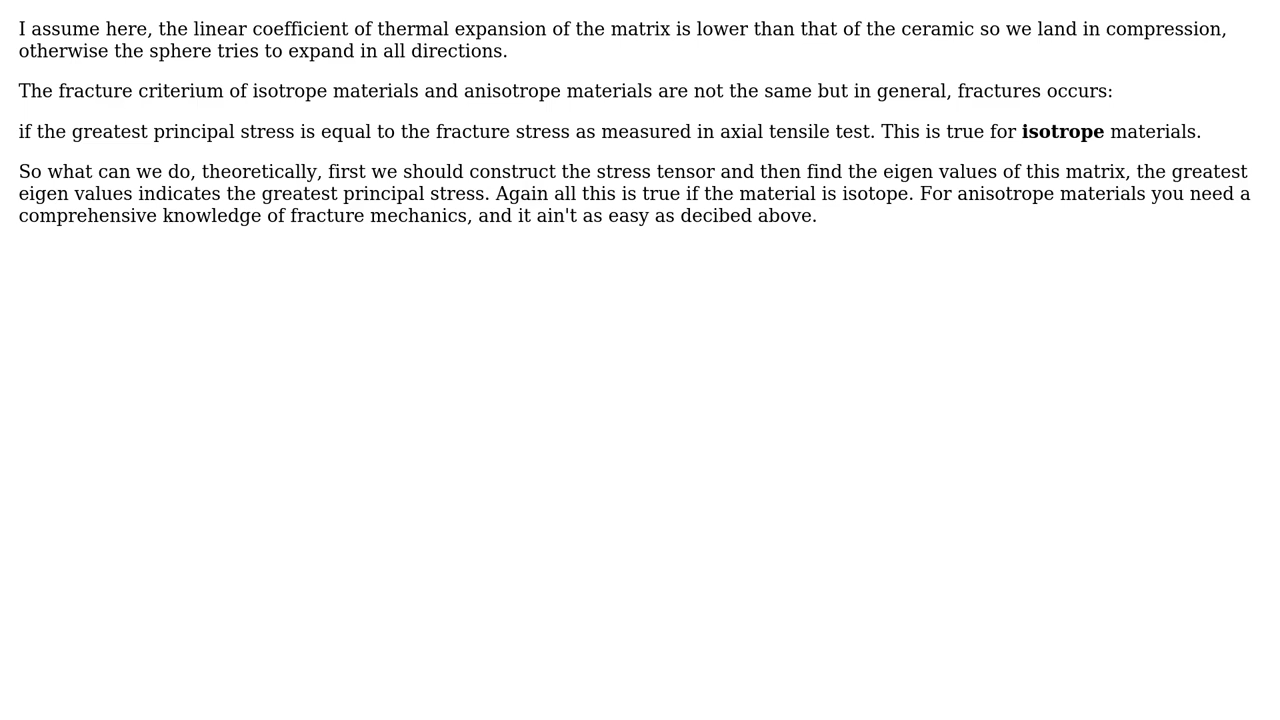 I assume here, the linear coefficient of thermal expansion of the matrix is lower than that of the ceramic so we land in compression,
otherwise the sphere tries to expand in all directions.
The fracture criterium of isotrope materials and anisotrope materials are not the same but in general, fractures occurs:
if the greatest principal stress is equal to the fracture stress as measured in axial tensile test. This is true for isotrope materials.
So what can we do, theoretically, first we should construct the stress tensor and then find the eigen values of this matrix, the greatest
eigen values indicates the greatest principal stress. Again all this is true if the material is isotope. For anisotrope materials you need a
comprehensive knowledge of fracture mechanics, and it ain't as easy as decibed above.